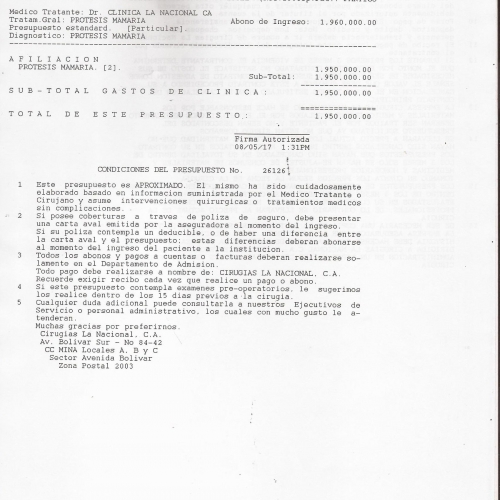 Medico Tratante: Dr. CLINICA LA NACIONAL CA
Tratam.Gral: PROTESIS MAMARIA Abono de Ingreso: 1.960,000.00
Presupuesto estandard. [Particular].
Diagnostico: PROTESIS MAMARIA
A F I L I A C I O N
PROTESIS MAMARIA. [2]. 1.950,000.00
Sub-Total: 1.950,000.00
S U B - T O T A L G A S T O S D E C L I N I C A : 1.950,000.00
T O T A L D E E S T E P R E S U P U E S T O : 1.950,000.00
Firma Autorizada
08/05/17 1:31PM
CONDICIONES DEL PRESUPUESTO No. 26126
1 Este presupuesto es APROXIMADO. El mismo ha sido cuidadosamente
elaborado basado en informacion suministrada por el Medico Tratante o
Cirujano y asume intervenciones quirurgicas o tratamientos medicos
sin complicaciones.
2 Si posee coberturas a traves de poliza de seguro, debe presentar
una carta aval emitida por la aseguradora al momento del ingreso.
Si su poliza contempla un deducible, o de haber una diferencia entre
la carta aval y el presupuesto; estas diferencias deberan abonarse
al momento del ingreso del paciente a la institucion.
3 Todos los abonos y pagos a cuentas o facturas deberan realizarse so-
lamente en el Departamento de Admision.
Todo pago debe realizarse a nombre de: CIRUGIAS LA NACIONAL, C.A.
Recuerde exigir recibo cada vez que realice un pago o abono.
4 Si este presupuesto contempla examenes pre-operatorios, le sugerimos
los realice dentro de los 15 dias previos a la cirugia.
5 Cualquier duda adicional puede consultarla a nuestros Ejecutivos de
Servicio o personal administrativo, los cuales con mucho gusto le a-
tenderan.
Muchas gracias por preferirnos.
Cirugias La Nacional, C.A.
Av. Bolivar Sur - No 84-42
CC MINA Locales A, B y C
Sector Avenida Bolivar
Zona Postal 2003